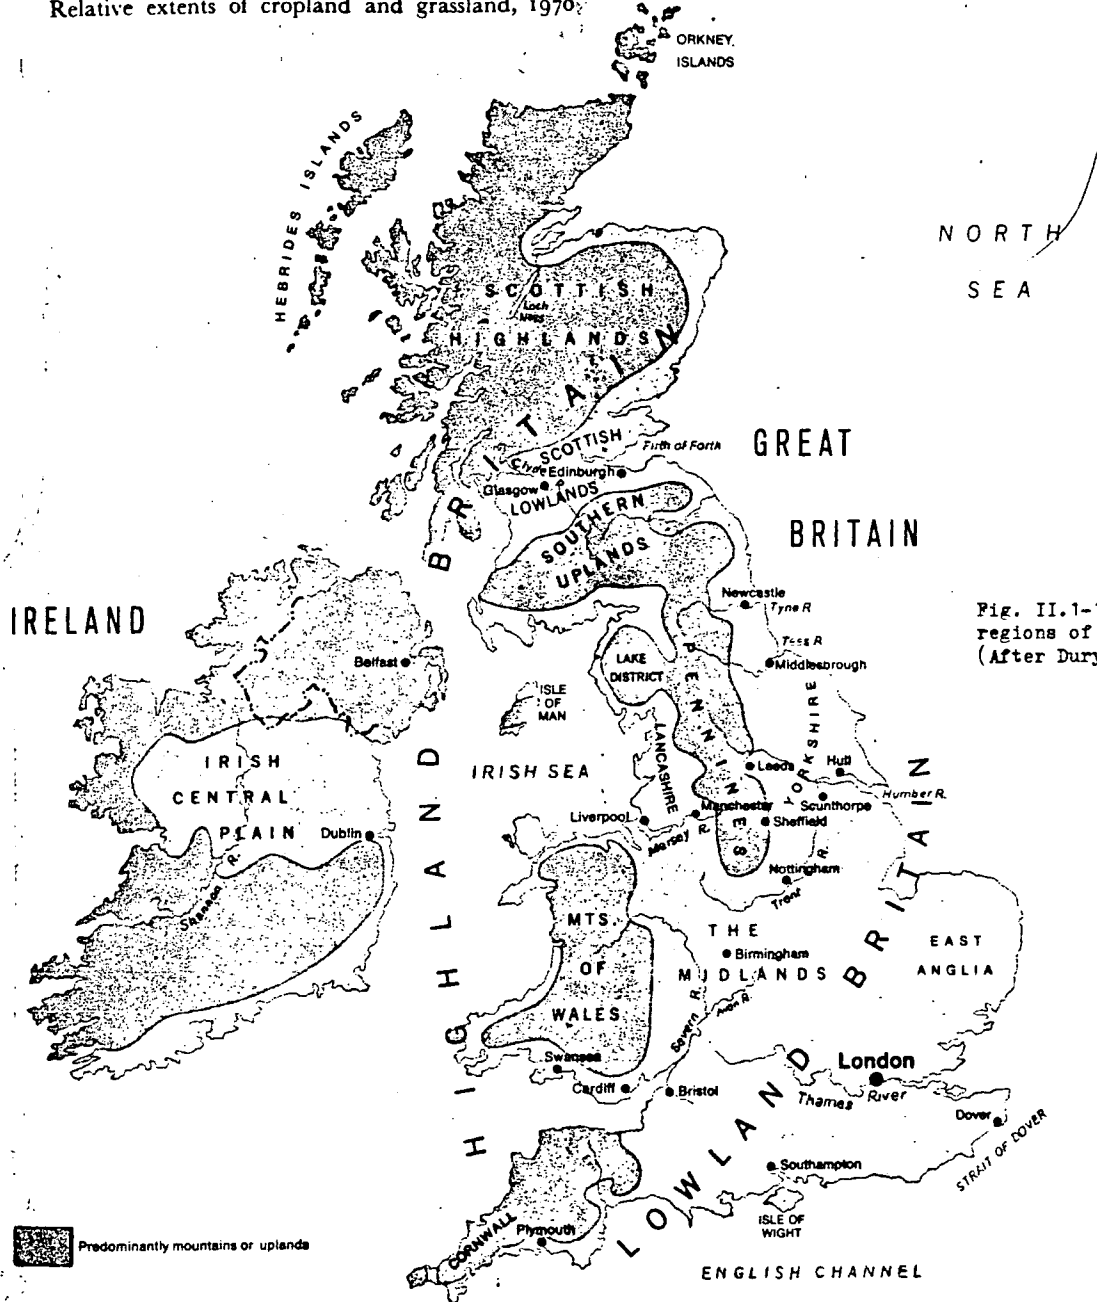 Relative extents of cropland and grassland, 1970.
ORKNEY
ISLANDS
HEBRIDES ISLANDS
NORTH
SEA
SCOTTISH
Loch
Ness
HIGHLANDS
SCOTTISH
Firth of Forth
GREAT
Clyde
Edinburgh
Glasgow
LOWLANDS
SOUTHERN
UPLANDS
BRITAIN
IRELAND
Newcastle
Tyne R
Fig. II.1-
regions of
(After Dury
Tees R
Belfast
LAKE
DISTRICT
Middlesbrough
PENNINES
ISLE
OF
MAN
YORKSHIRE
LANCASHIRE
IRISH
CENTRAL
PLAIN
IRISH SEA
Leeds
Hull
Humber R.
Manchester
Scunthorpe
Liverpool
Mersey R.
Sheffield
Dublin
Nottingham
R.
Trent
Shannon R.
MTS.
OF
WALES
THE
Birmingham
MIDLANDS
EAST
ANGLIA
Severn R.
Avon R.
Swansea
Cardiff
Bristol
London
Thames River
Dover
STRAIT OF DOVER
Southampton
ISLE OF
WIGHT
CORNWALL
Plymouth
HIGHLAND BRITAIN
LOWLAND BRITAIN
Predominantly mountains or uplands
ENGLISH CHANNEL